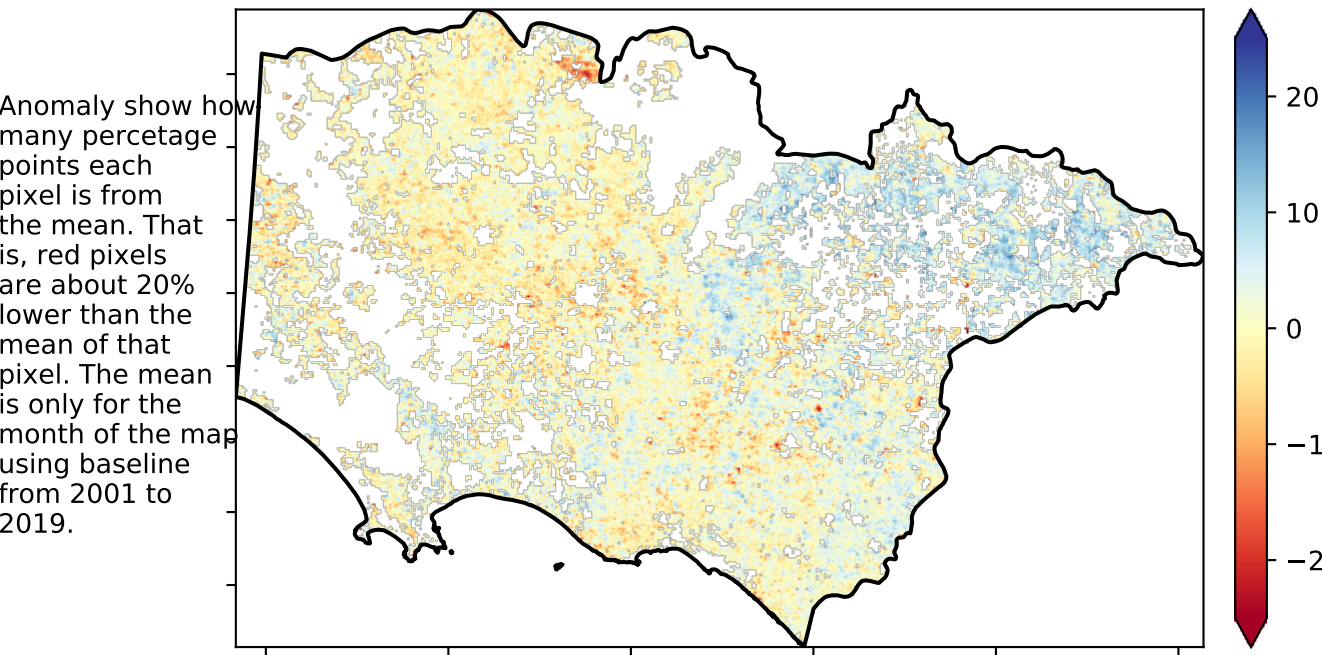 Anomaly show how
many percetage
points each
pixel is from
the mean. That
is, red pixels
are about 20%
lower than the
mean of that
pixel. The mean
is only for the
month of the map
using baseline
from 2001 to
2019.
20
10
0
−1
−2